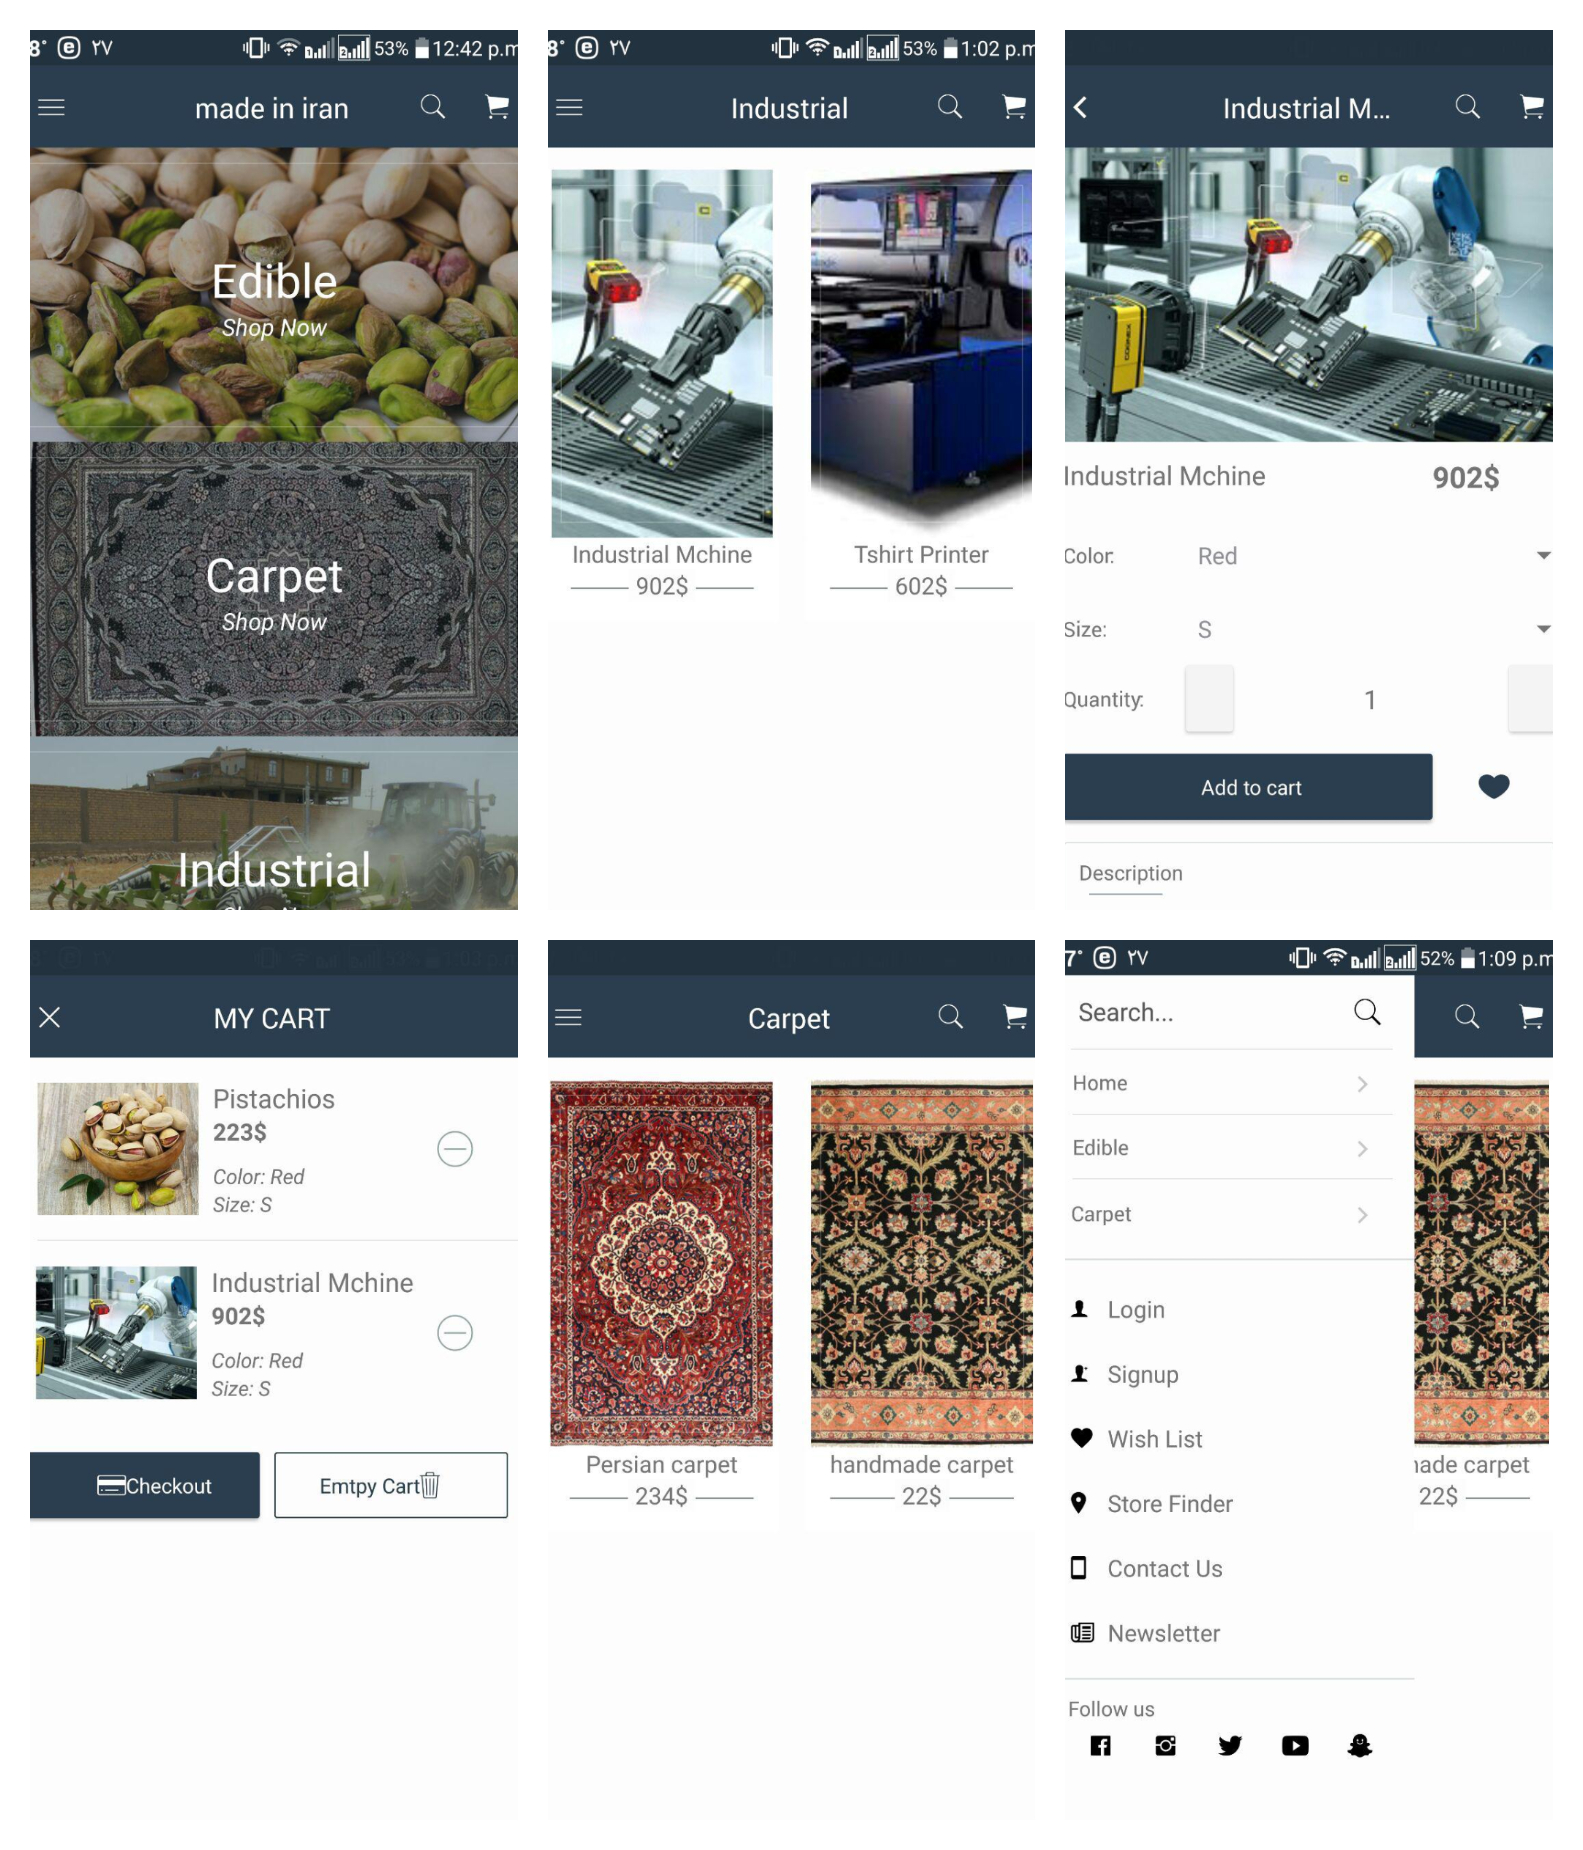 8° e ۲۷ 53% 12:42 p.m
made in iran
Edible
Shop Now
Carpet
Shop Now
Industrial
8° e ۲۷ 53% 1:02 p.m
Industrial
Industrial Mchine
902$
Tshirt Printer
602$
Industrial M...
COGNEX
Industrial Mchine 902$
Color: Red
Size: S
Quantity: 1
Add to cart
Description
MY CART
Pistachios
223$
Color: Red
Size: S
Industrial Mchine
902$
Color: Red
Size: S
Checkout
Emtpy Cart
Carpet
Persian carpet
234$
handmade carpet
22$
7° e ۲۷ 52% 1:09 p.m
Search...
Home
Edible
Carpet
Login
Signup
Wish List
Store Finder
Contact Us
Newsletter
Follow us
nade carpet
22$